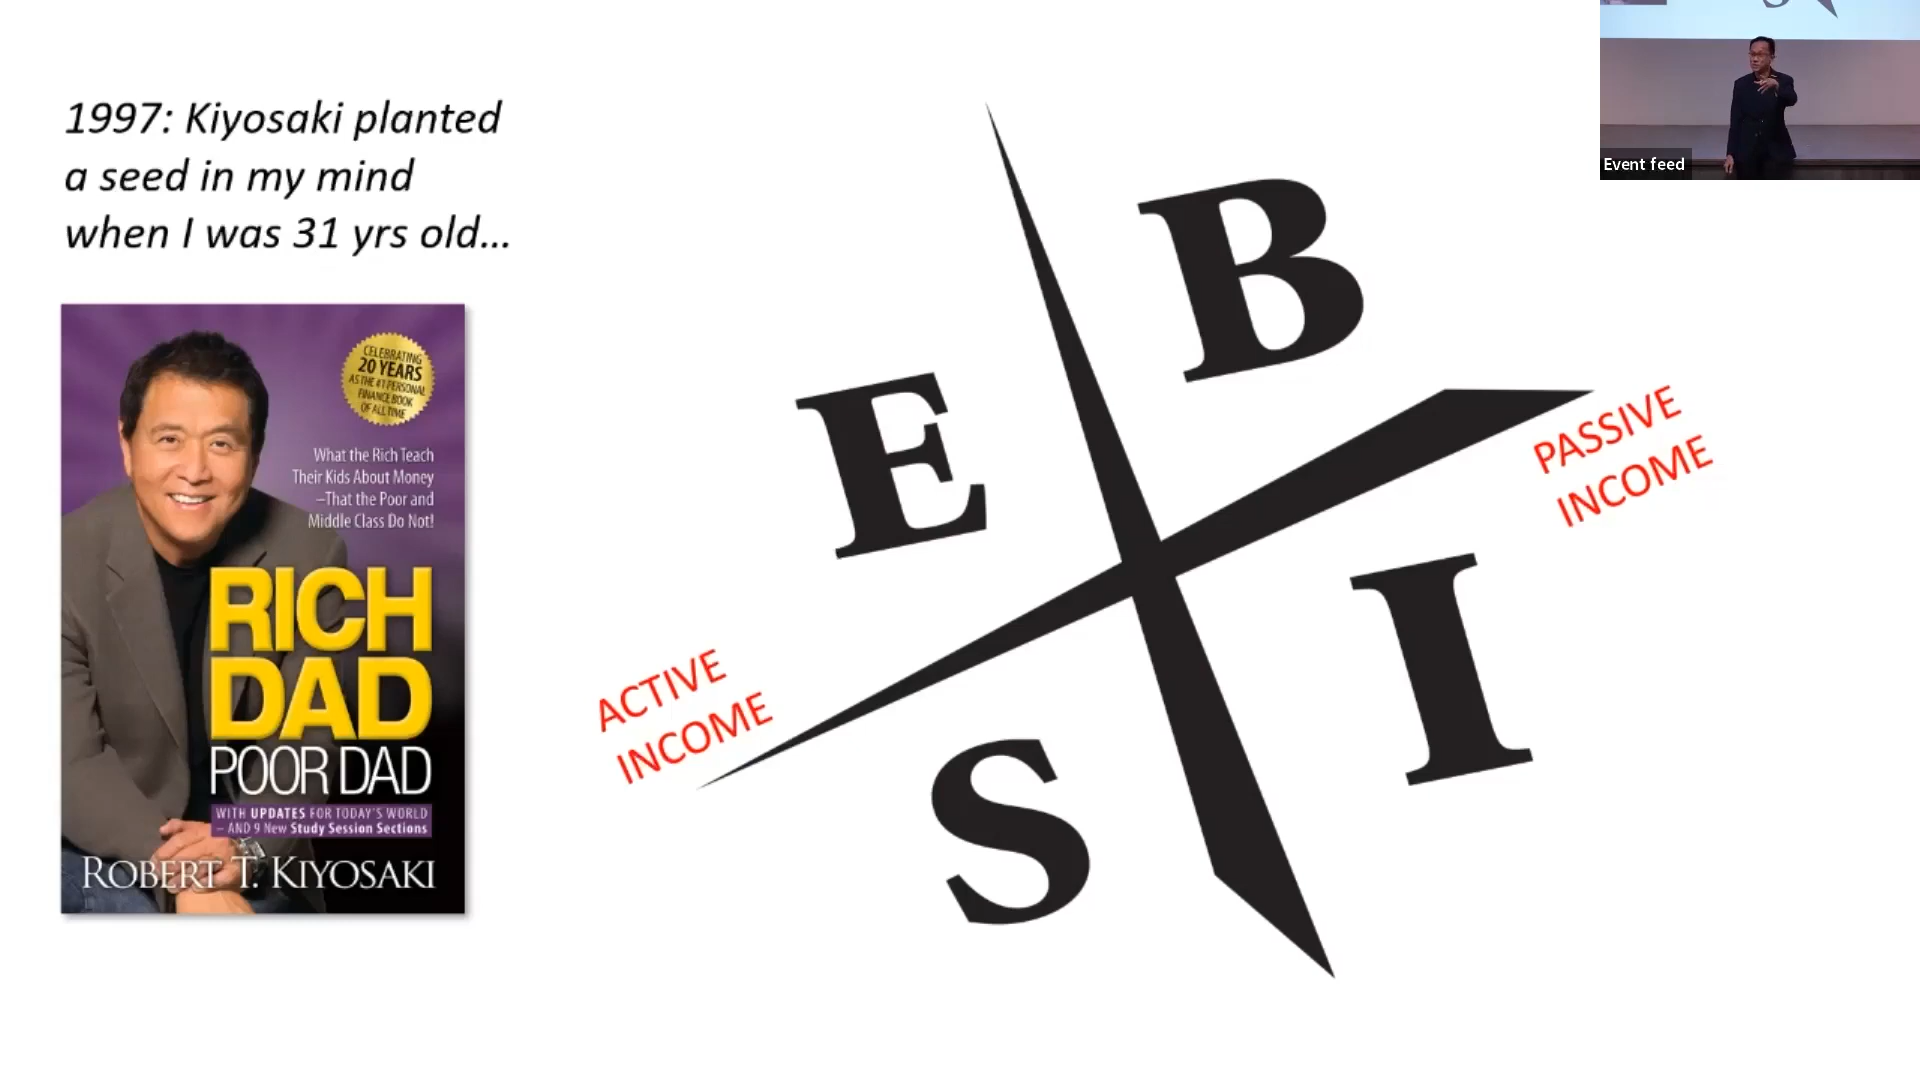 1997: Kiyosaki planted
a seed in my mind
when I was 31 yrs old...
CELEBRATING
20 YEARS
AS THE #1 PERSONAL
FINANCE BOOK
OF ALL TIME
What the Rich Teach
Their Kids About Money
–That the Poor and
Middle Class Do Not!
RICH
DAD
POOR DAD
WITH UPDATES FOR TODAY'S WORLD
– AND 9 New Study Session Sections
ROBERT T. KIYOSAKI
E
B
S
I
ACTIVE
INCOME
PASSIVE
INCOME
Event feed